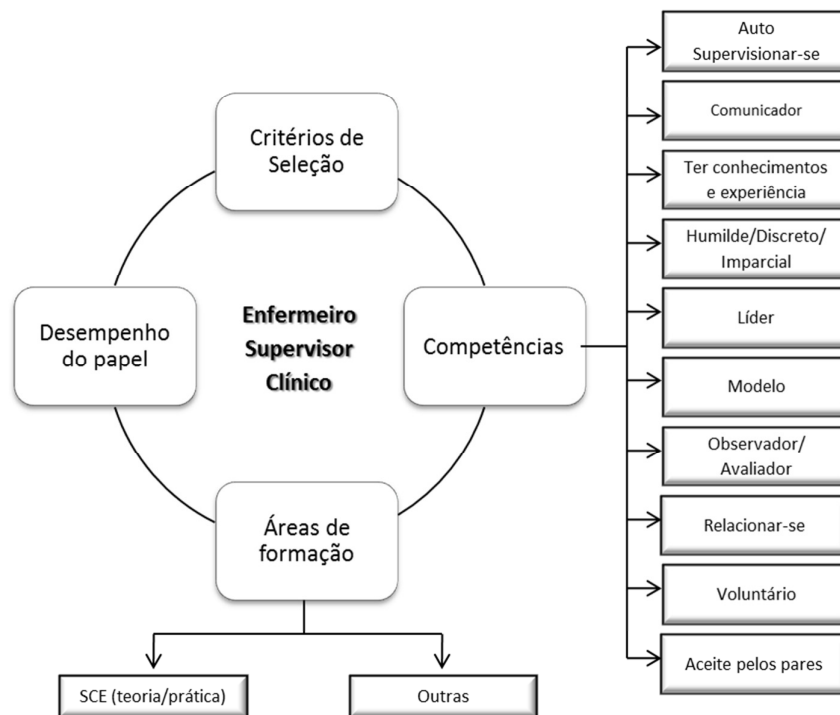 Critérios de
Seleção
Desempenho
do papel
Enfermeiro
Supervisor
Clínico
Competências
Áreas de
formação
SCE (teoria/prática)
Outras
Auto
Supervisionar-se
Comunicador
Ter conhecimentos
e experiência
Humilde/Discreto/
Imparcial
Líder
Modelo
Observador/
Avaliador
Relacionar-se
Voluntário
Aceite pelos pares